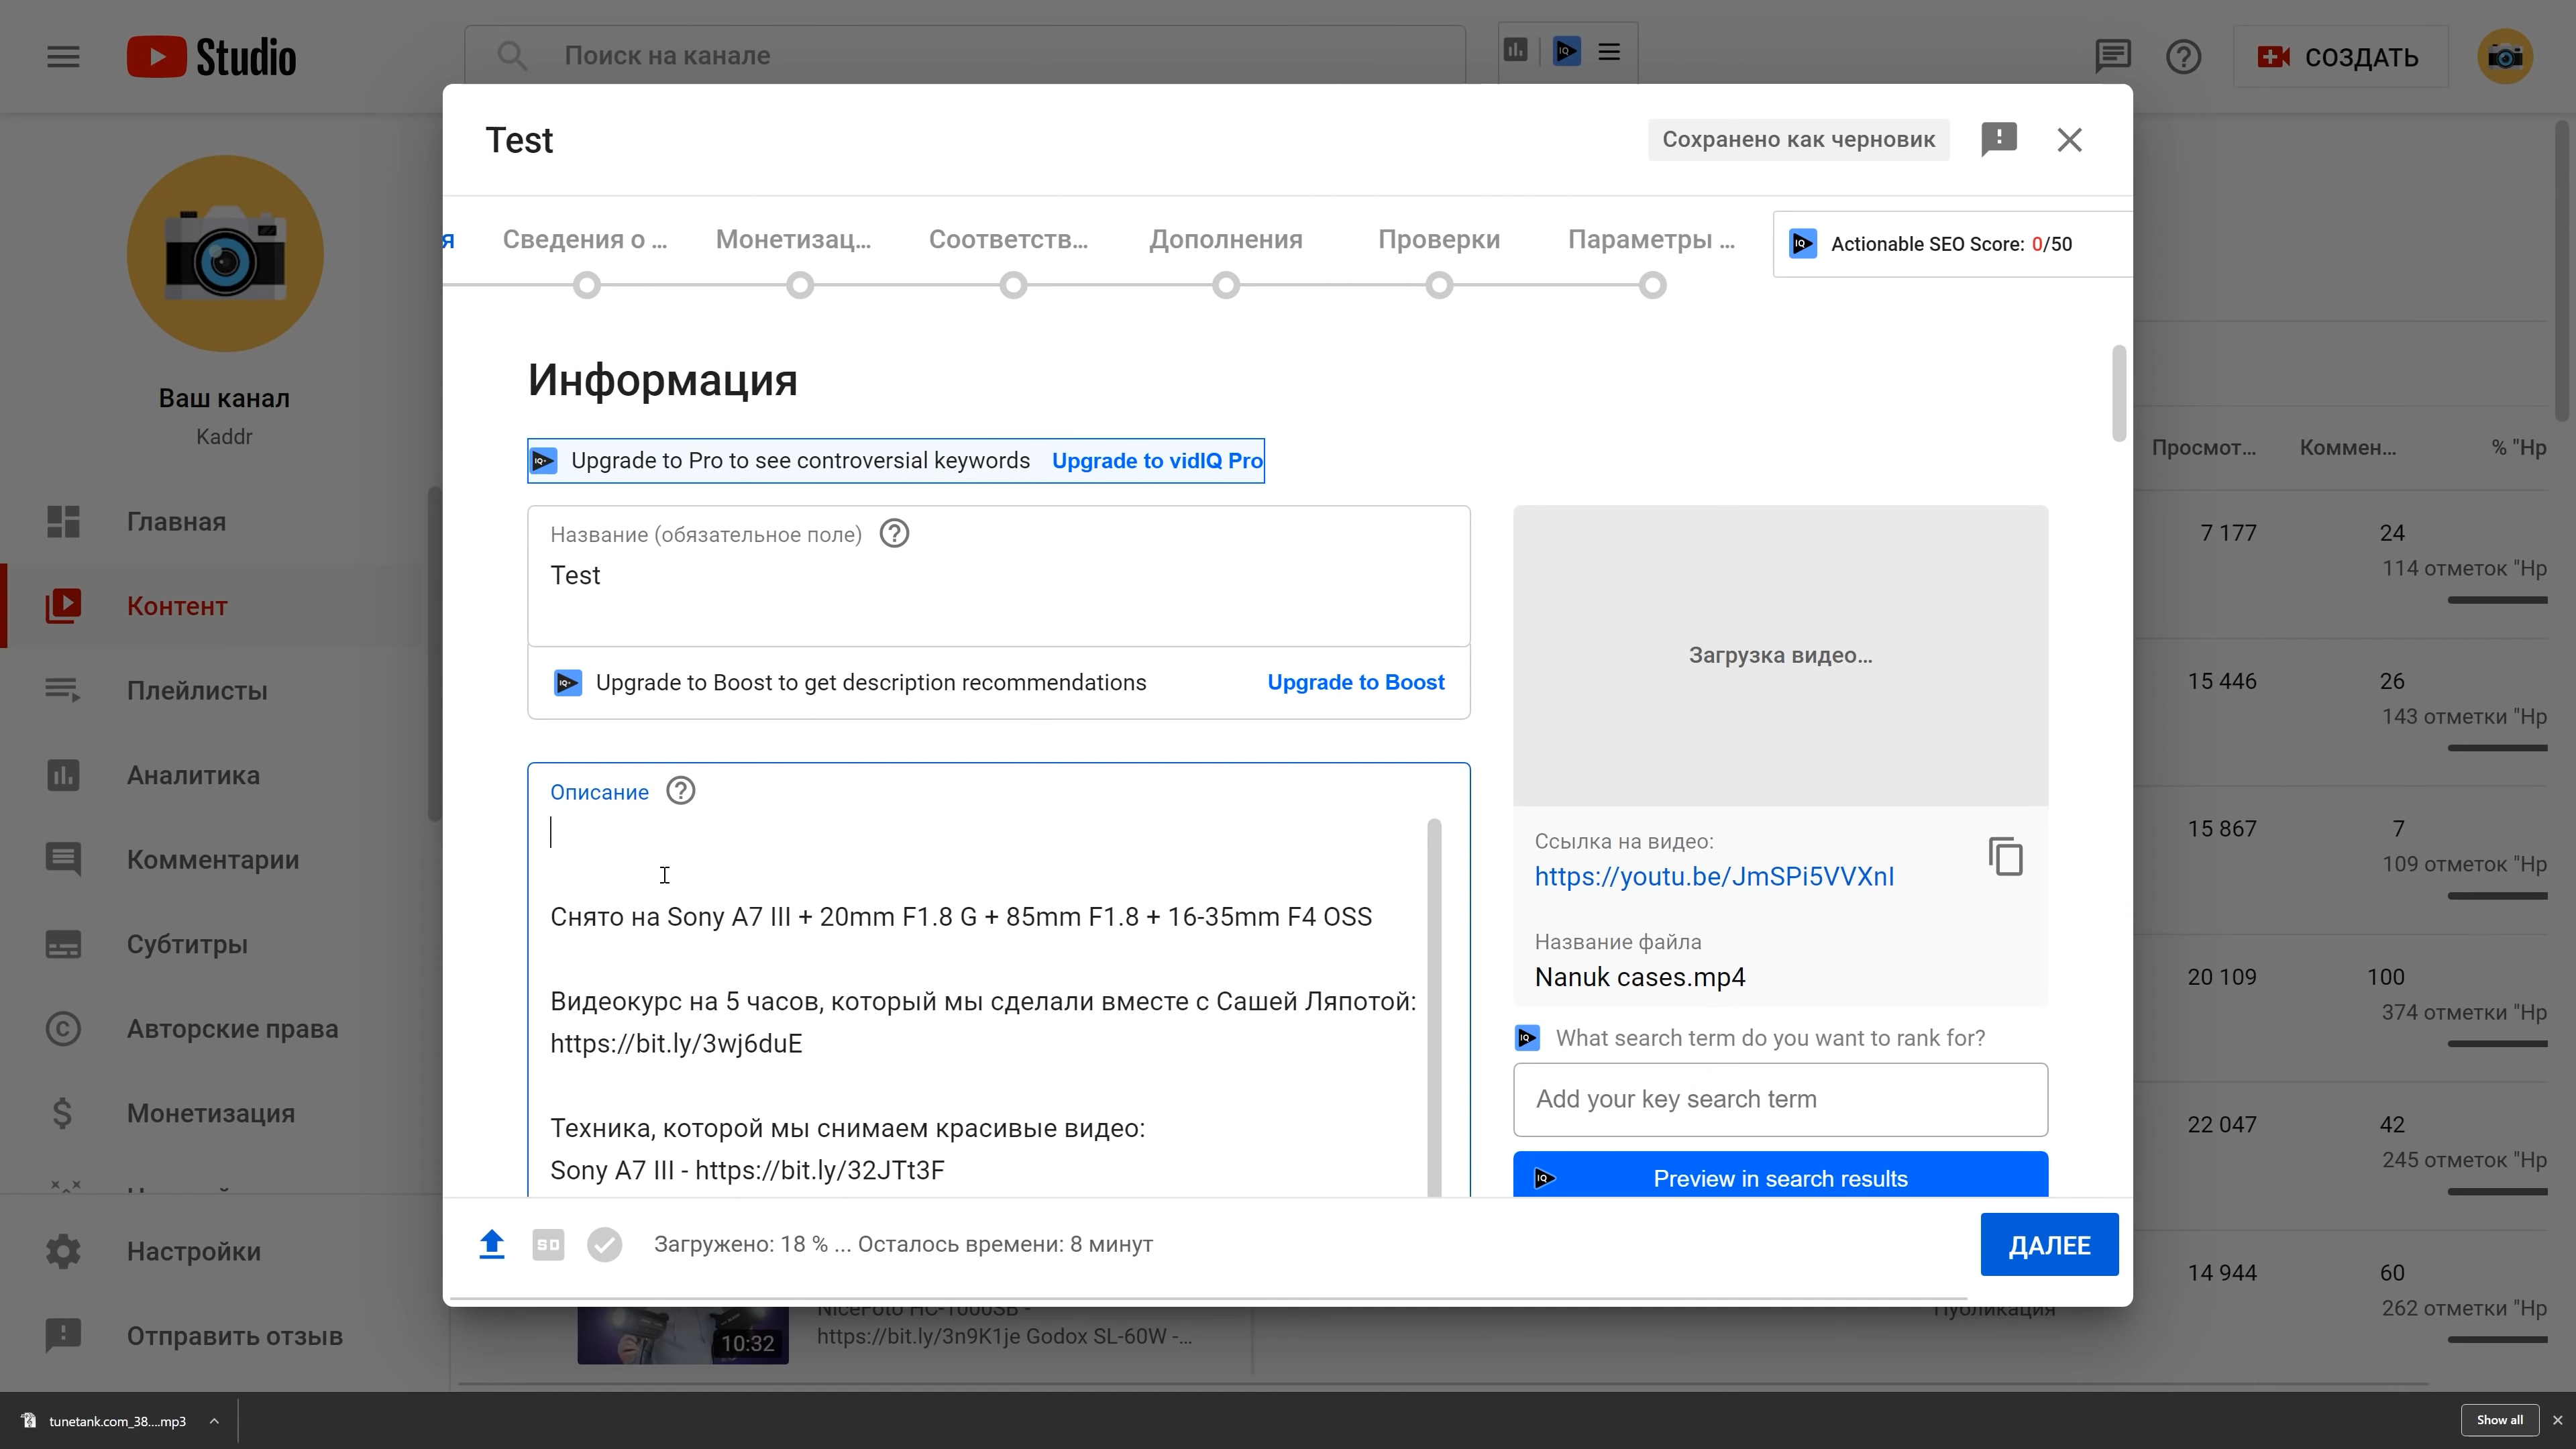 Studio
Поиск на канале
СОЗДАТЬ
Test
Сохранено как черновик
я
Сведения о ...
Монетизац...
Соответств...
Дополнения
Проверки
Параметры ...
Actionable SEO Score: 0/50
Информация
Upgrade to Pro to see controversial keywords Upgrade to vidIQ Pro
Название (обязательное поле)
Test
Upgrade to Boost to get description recommendations Upgrade to Boost
Описание
Снято на Sony A7 III + 20mm F1.8 G + 85mm F1.8 + 16-35mm F4 OSS
Видеокурс на 5 часов, который мы сделали вместе с Сашей Ляпотой:
https://bit.ly/3wj6duE
Техника, которой мы снимаем красивые видео:
Sony A7 III - https://bit.ly/32JTt3F
Загрузка видео...
Ссылка на видео:
https://youtu.be/JmSPi5VVXnI
Название файла
Nanuk cases.mp4
What search term do you want to rank for?
Add your key search term
Preview in search results
SD
Загружено: 18 % ... Осталось времени: 8 минут
ДАЛЕЕ
Ваш канал
Kaddr
Главная
Контент
Плейлисты
Аналитика
Комментарии
Субтитры
Авторские права
Монетизация
Настройки
Отправить отзыв
Просмот...
Коммен...
% "Нр
7 177
24
114 отметок "Нр
15 446
26
143 отметки "Нр
15 867
7
109 отметок "Нр
20 109
100
374 отметки "Нр
22 047
42
245 отметок "Нр
14 944
60
262 отметки "Нр
Публикация
10:32
NiceFoto HC-1000SB -
https://bit.ly/3n9K1je Godox SL-60W -...
tunetank.com_38....mp3
Show all